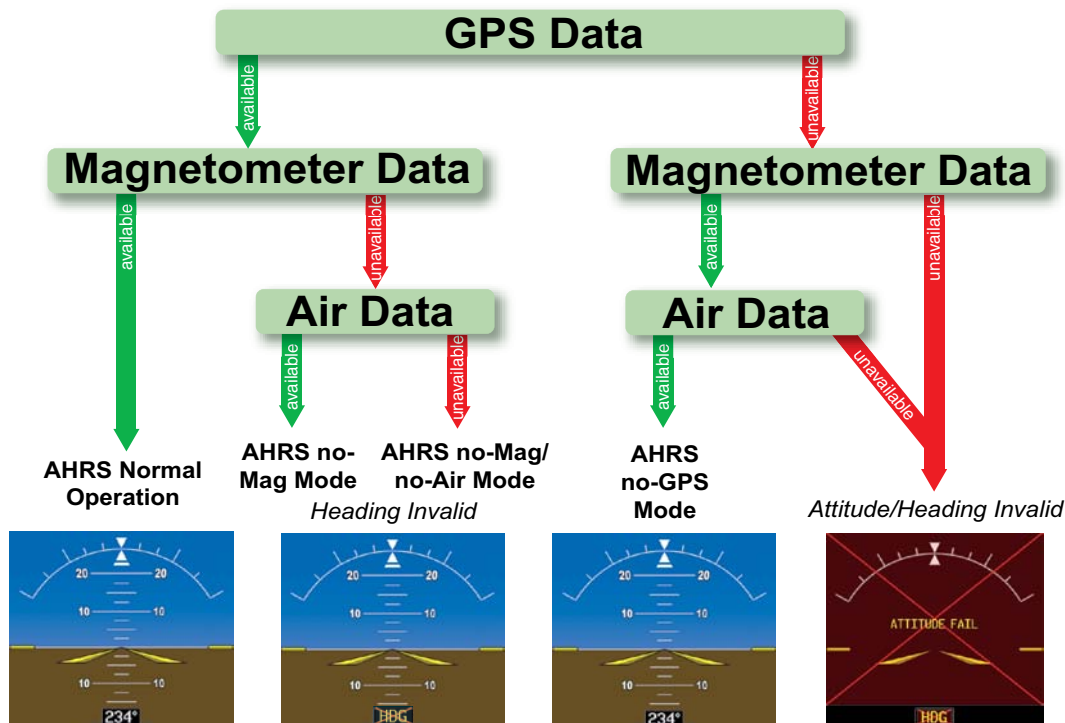 GPS Data
available
unavailable
Magnetometer Data
Magnetometer Data
available
unavailable
available
unavailable
Air Data
Air Data
available
unavailable
available
unavailable
AHRS Normal
Operation
AHRS no-
Mag Mode
AHRS no-Mag/
no-Air Mode
Heading Invalid
AHRS
no-GPS
Mode
Attitude/Heading Invalid
20 20
10 10
10 10
234°
20 20
10 10
10 10
HDG
20 20
10 10
10 10
234°
ATTITUDE FAIL
HDG